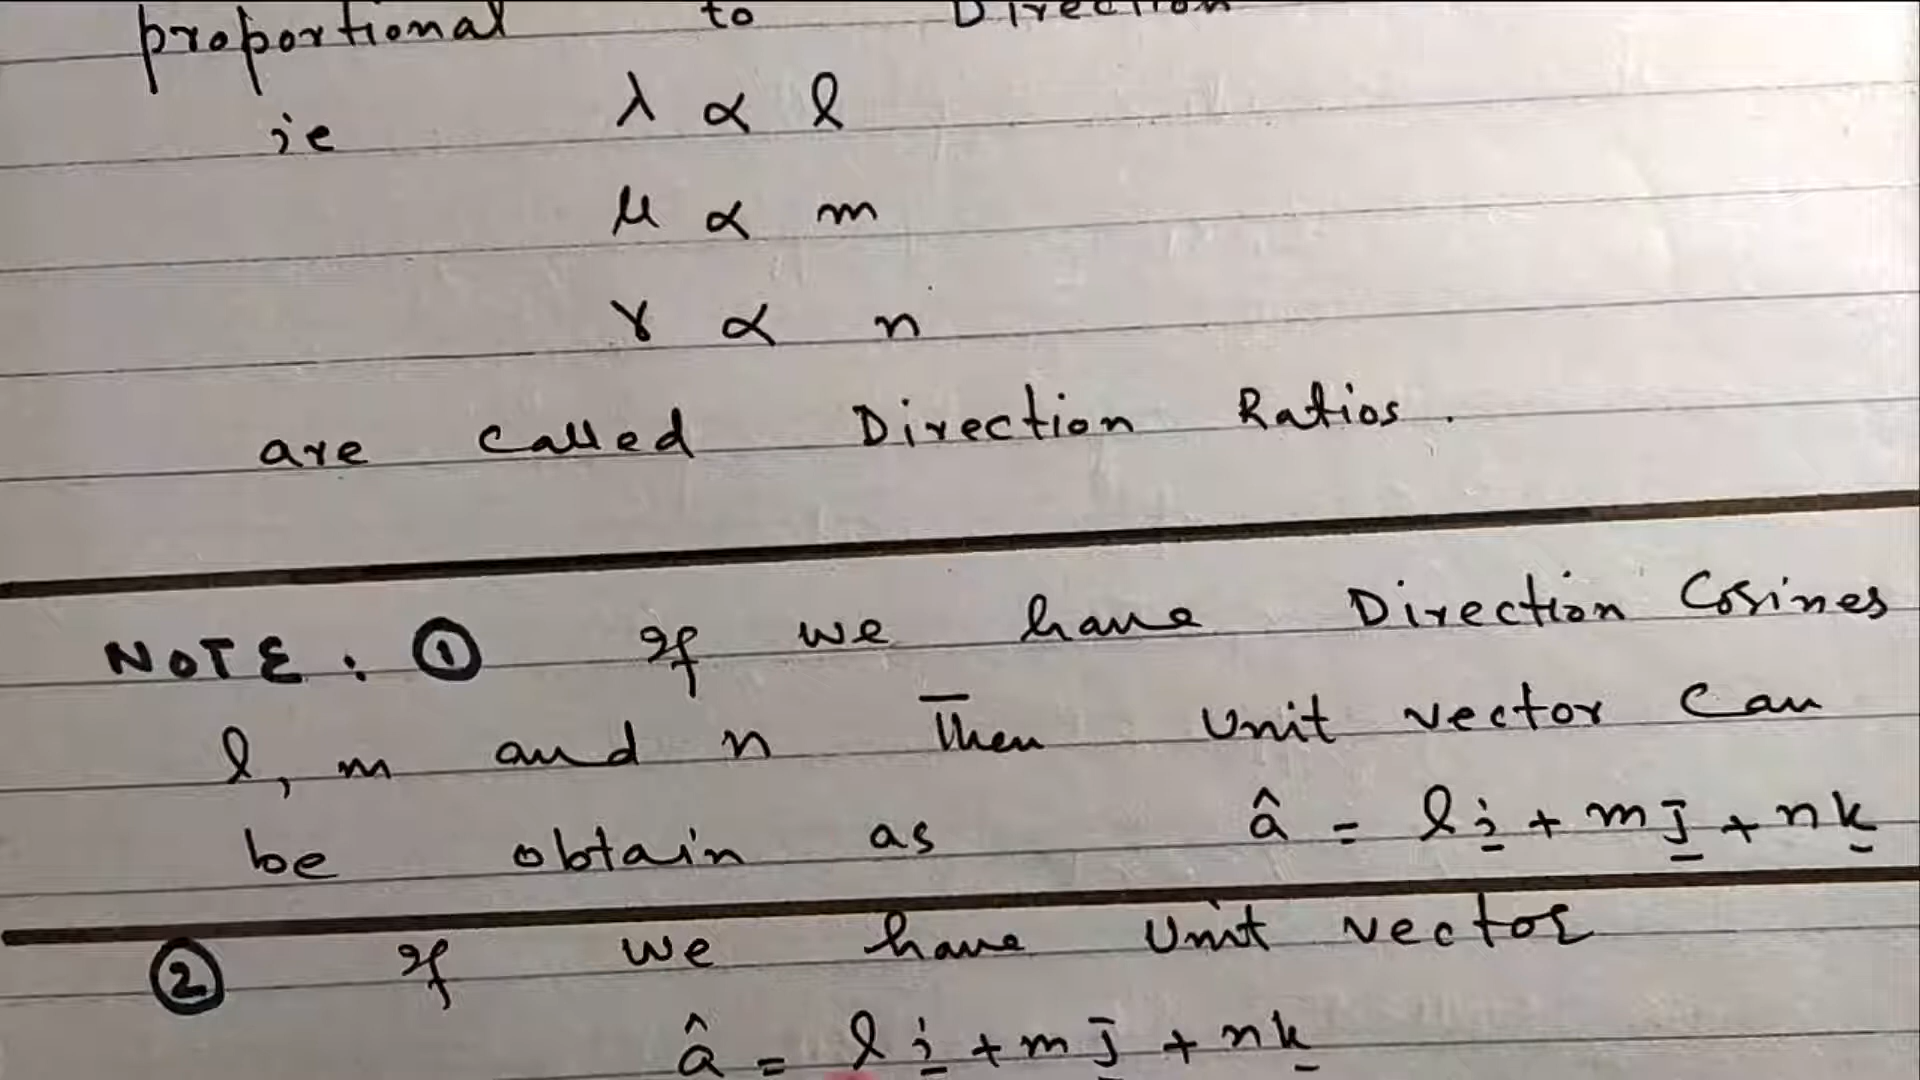 proportional to Direction
ie λ ∝ l
μ ∝ m
γ ∝ n
are called Direction Ratios.
NOTE : ① If we have Direction Cosines
l, m and n Then Unit vector can
be obtain as â = li + mj + nk
② If we have Unit vector
â = li + mj + nk